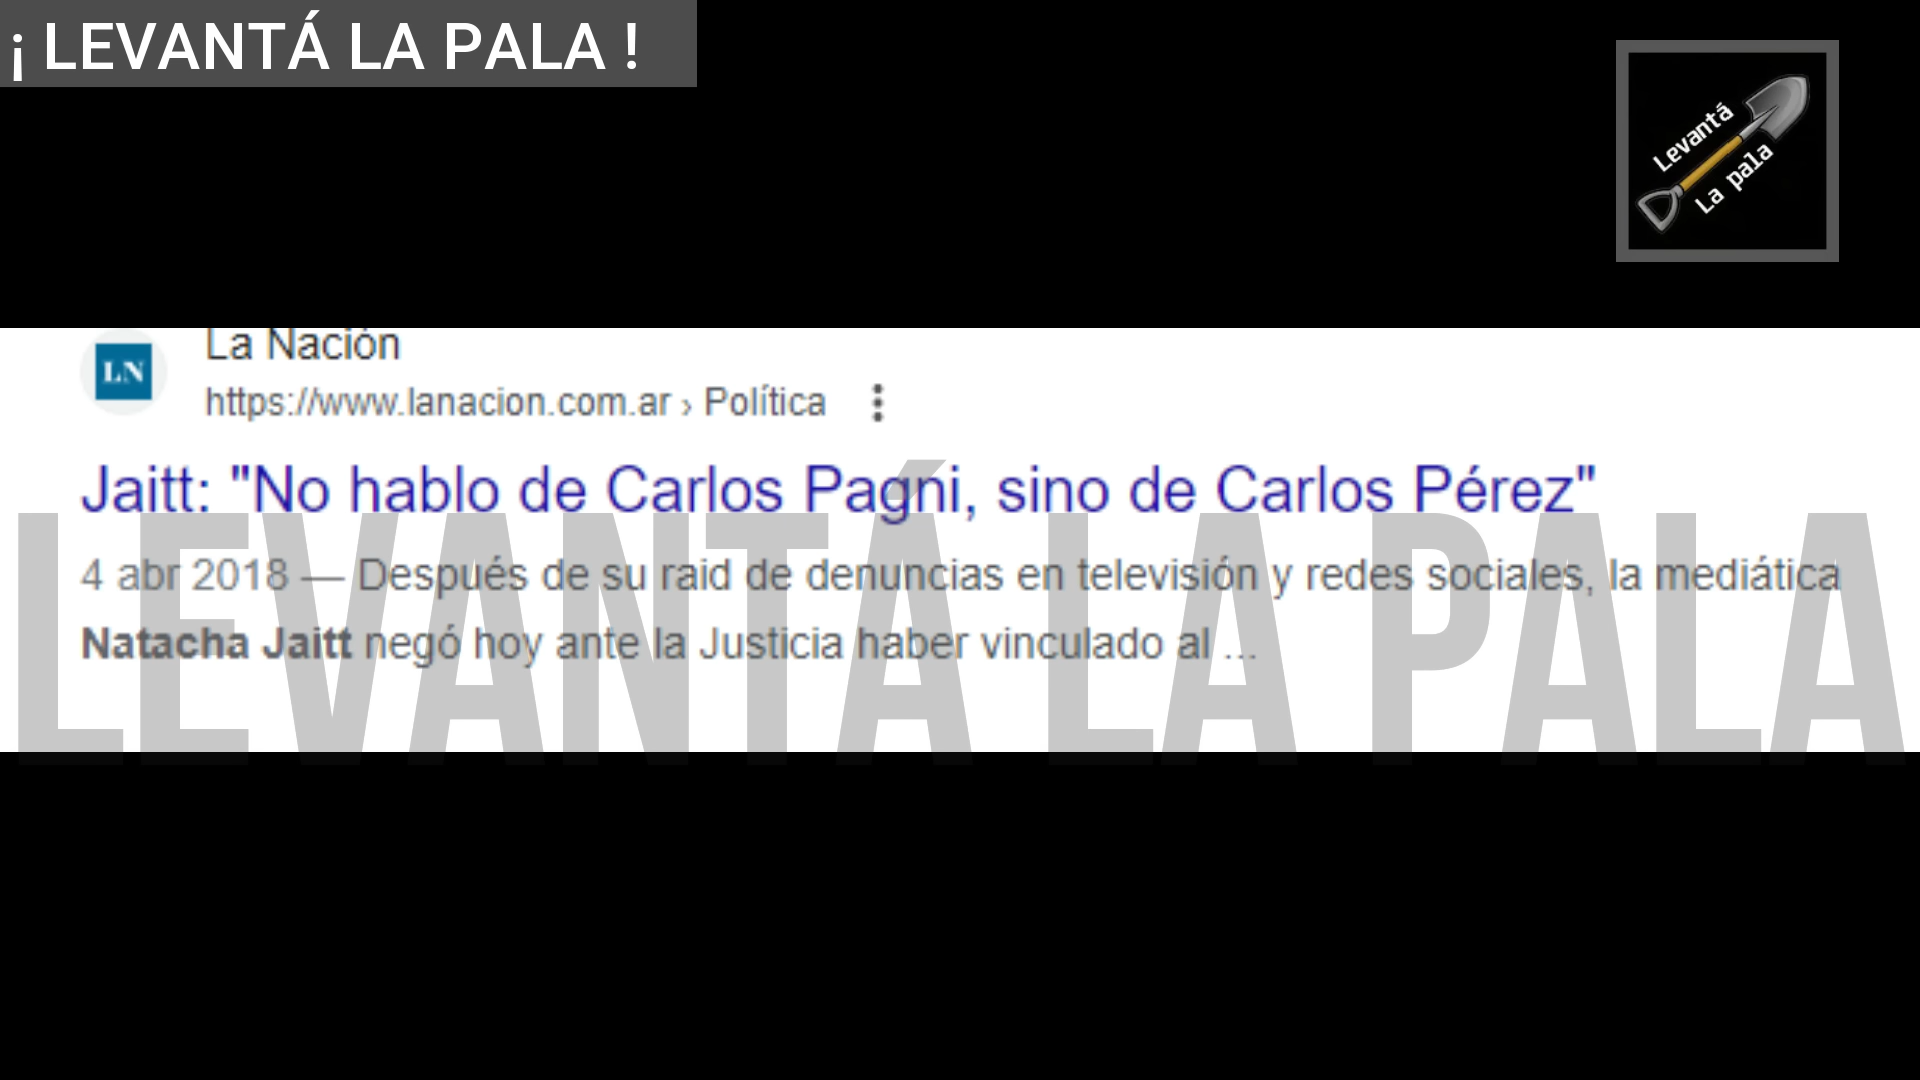 ¡ LEVANTÁ LA PALA !
Levantá
La pala
La Nación
LN
https://www.lanacion.com.ar › Política
Jaitt: "No hablo de Carlos Pagni, sino de Carlos Pérez"
4 abr 2018 — Después de su raid de denuncias en televisión y redes sociales, la mediática
Natacha Jaitt negó hoy ante la Justicia haber vinculado al ...
LEVANTÁ LA PALA